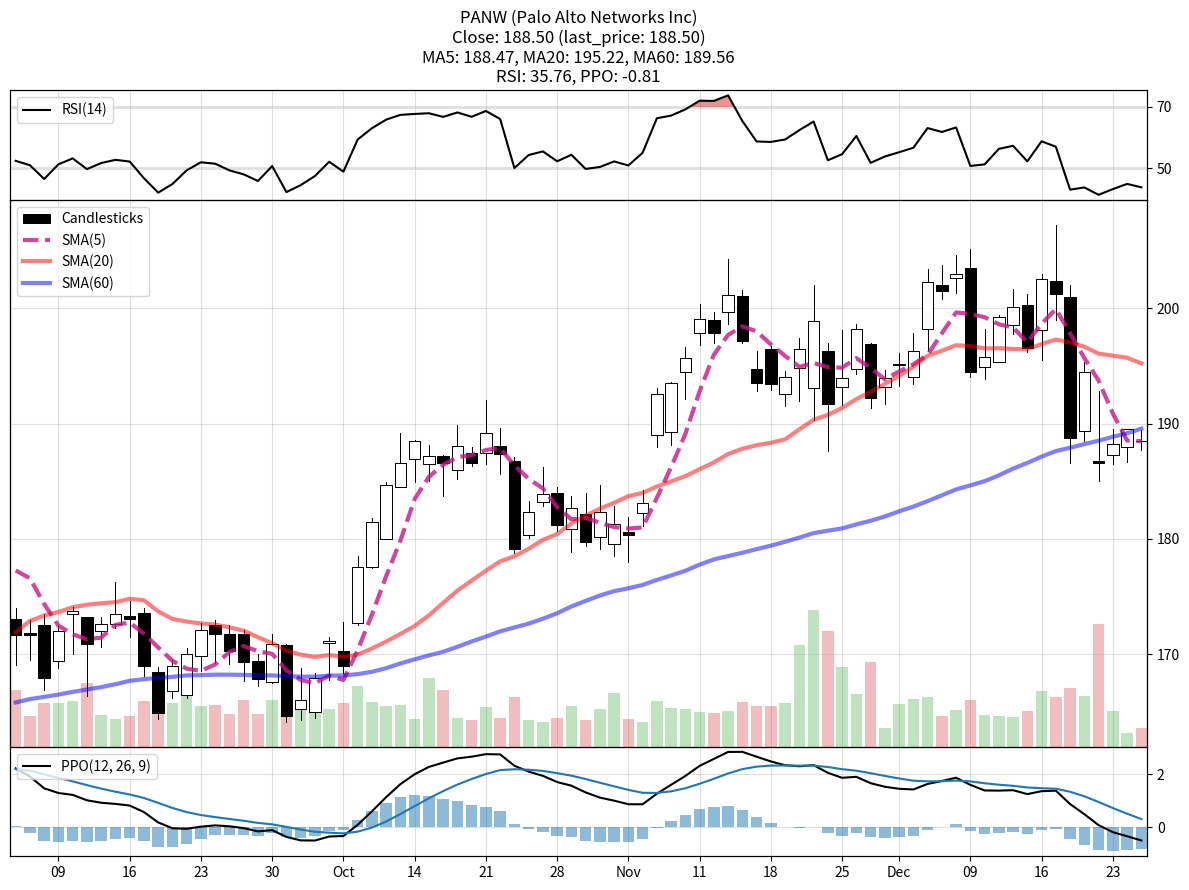 PANW (Palo Alto Networks Inc)
Close: 188.50 (last_price: 188.50)
MA5: 188.47, MA20: 195.22, MA60: 189.56
RSI: 35.76, PPO: -0.81
RSI(14)
70
50
Candlesticks
SMA(5)
SMA(20)
SMA(60)
200
190
180
170
PPO(12, 26, 9)
2
0
09 16 23 30 Oct 14 21 28 Nov 11 18 25 Dec 09 16 23